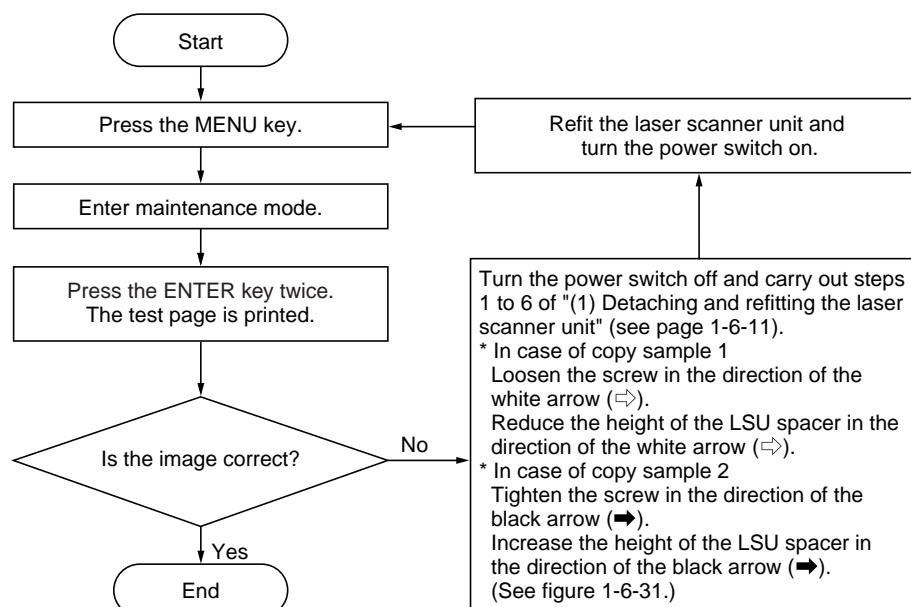 Start
Press the MENU key.
Enter maintenance mode.
Press the ENTER key twice.
The test page is printed.
Is the image correct?
No
Yes
End
Refit the laser scanner unit and
turn the power switch on.
Turn the power switch off and carry out steps
1 to 6 of "(1) Detaching and refitting the laser
scanner unit" (see page 1-6-11).
* In case of copy sample 1
Loosen the screw in the direction of the
white arrow (⇨).
Reduce the height of the LSU spacer in the
direction of the white arrow (⇨).
* In case of copy sample 2
Tighten the screw in the direction of the
black arrow (➡).
Increase the height of the LSU spacer in
the direction of the black arrow (➡).
(See figure 1-6-31.)